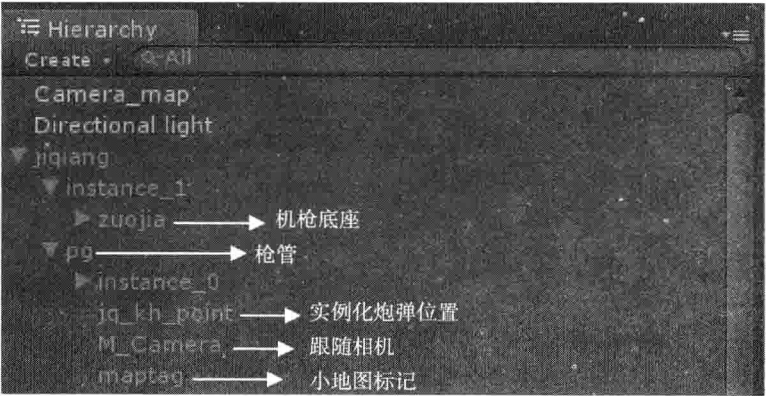 Hierarchy
Create All
Camera_map
Directional light
jiqiang
instance_1
zuojia 机枪底座
pg 枪管
instance_0
jq_kh_point 实例化炮弹位置
M_Camera 跟随相机
maptag 小地图标记